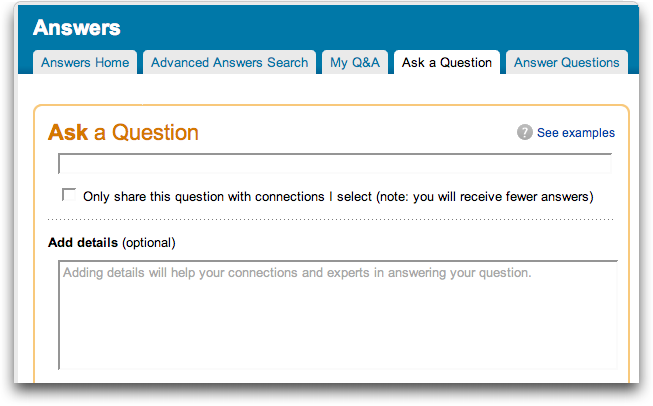 Answers
Answers Home Advanced Answers Search My Q&A Ask a Question Answer Questions
Ask a Question ? See examples
Only share this question with connections I select (note: you will receive fewer answers)
Add details (optional)
Adding details will help your connections and experts in answering your question.